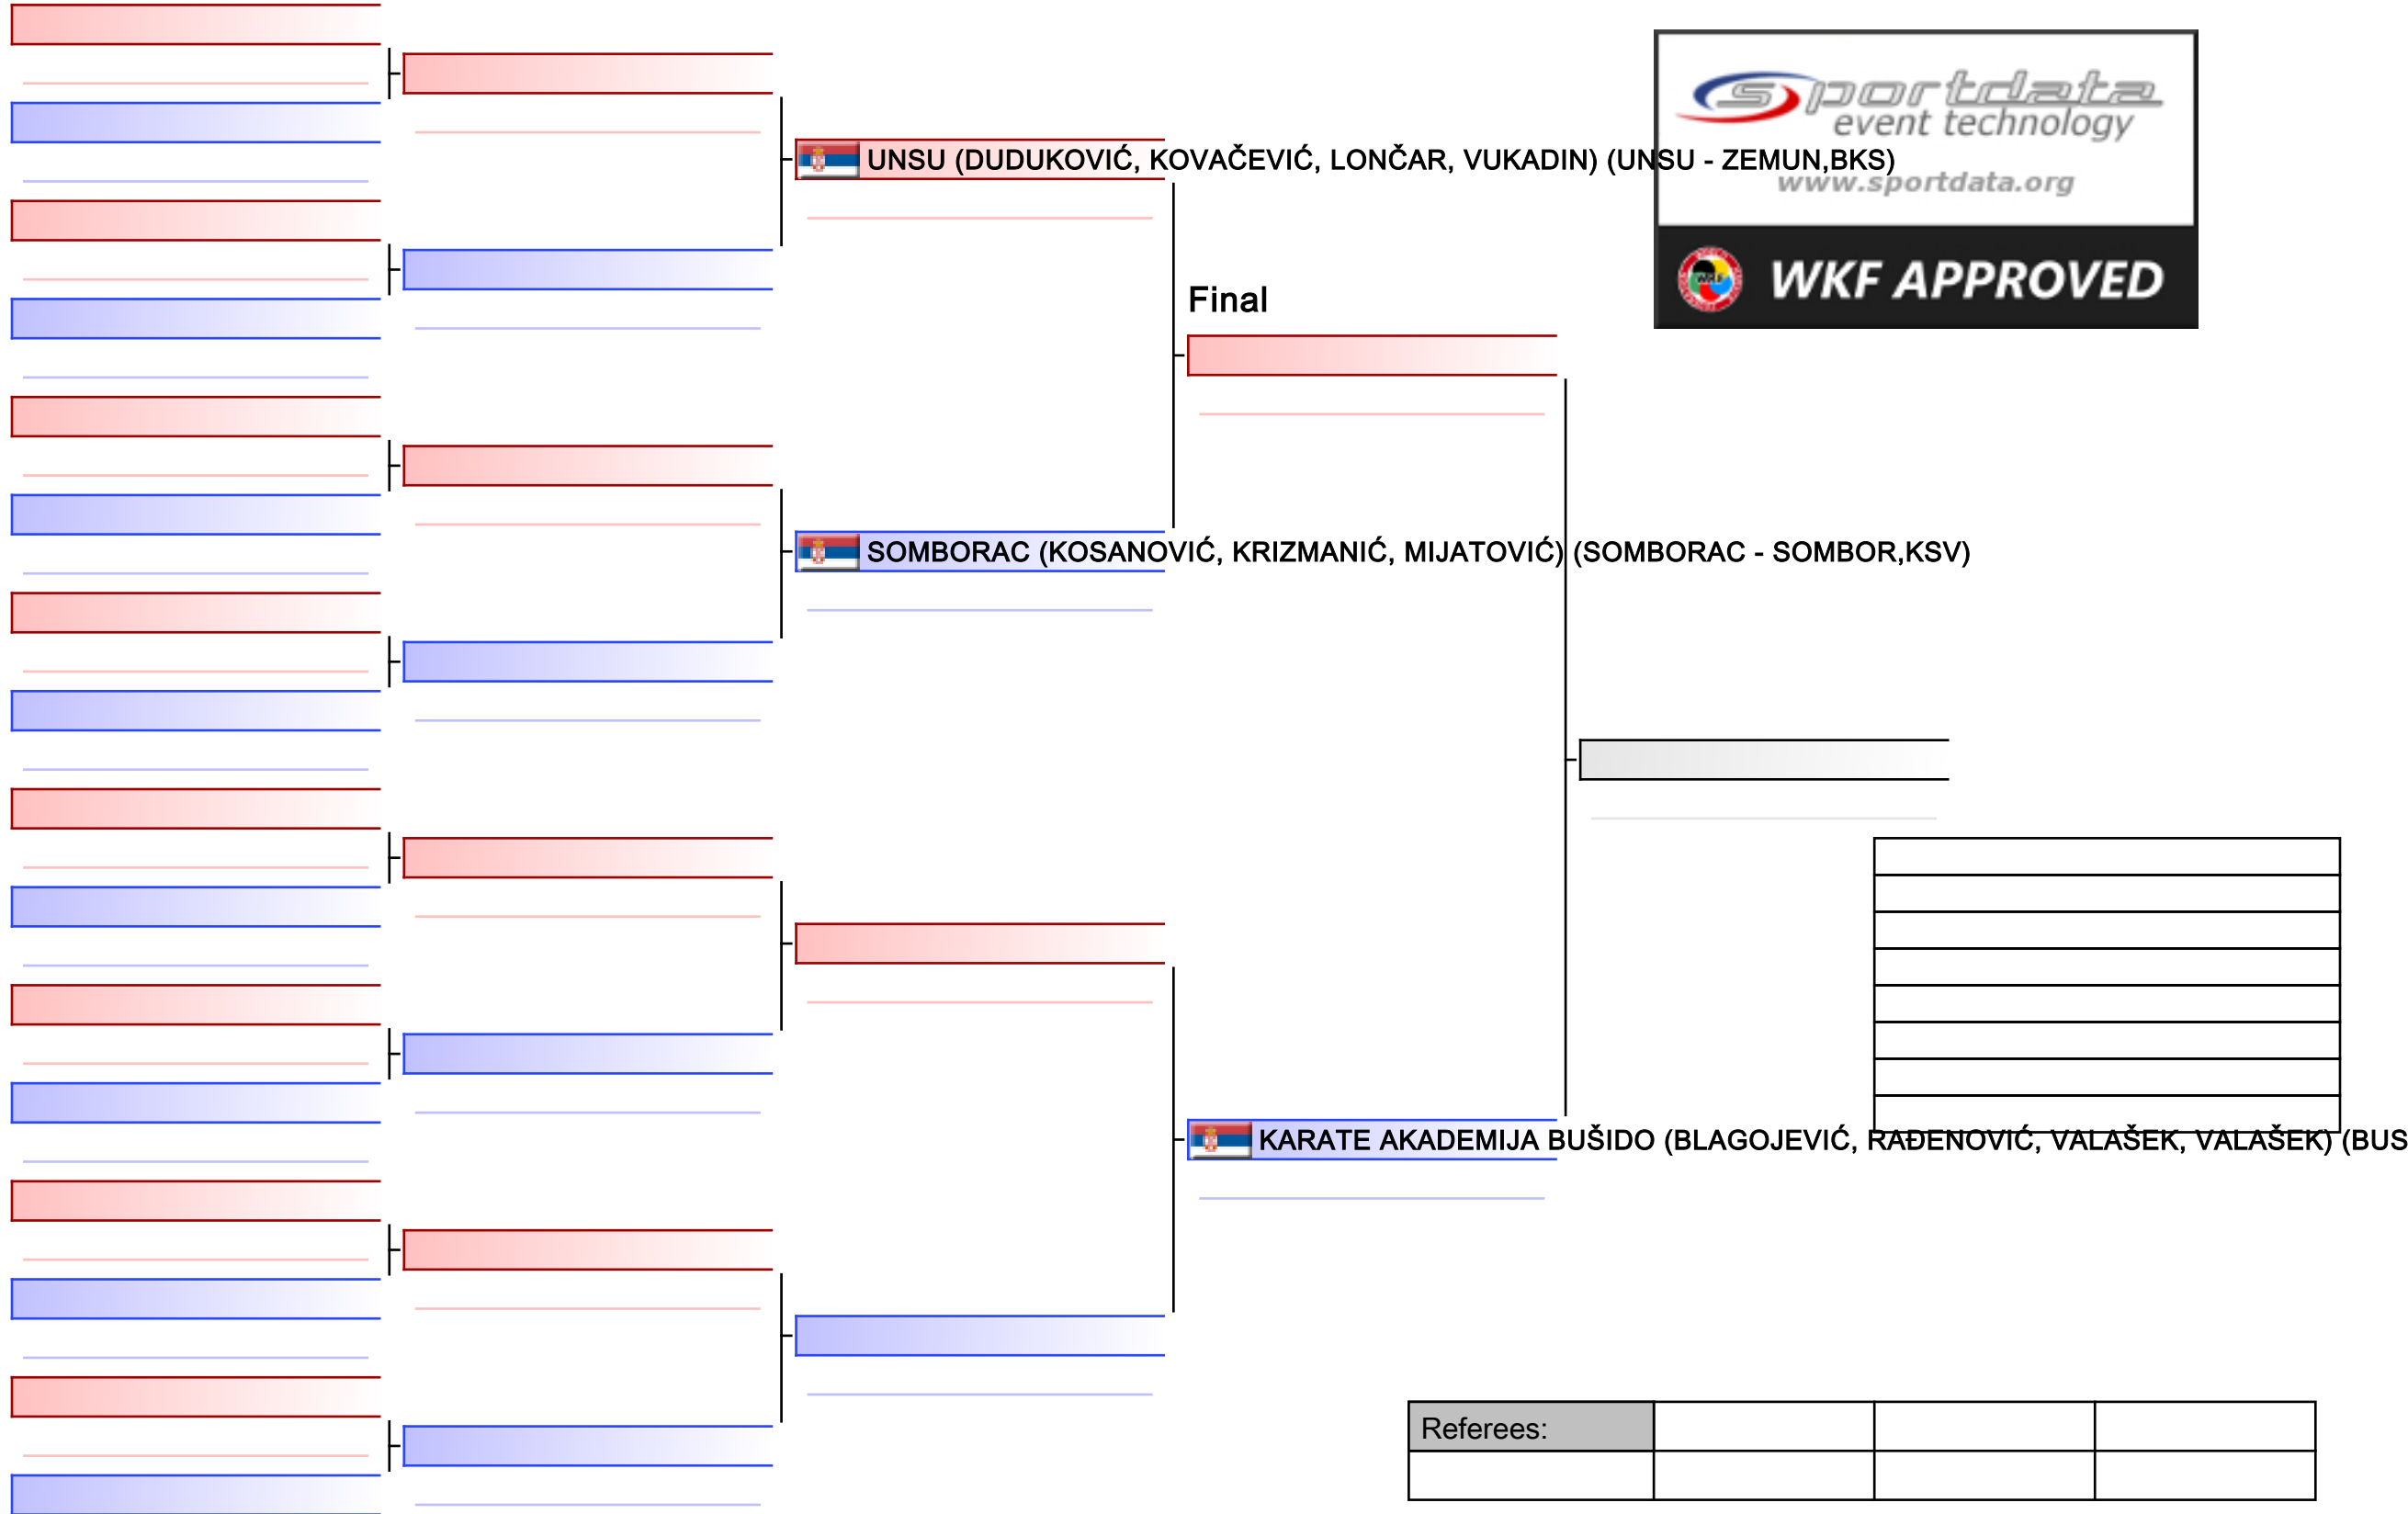 sportdata
event technology
www.sportdata.org
WKF APPROVED
UNSU (DUDUKOVIĆ, KOVAČEVIĆ, LONČAR, VUKADIN) (UNSU - ZEMUN,BKS)
Final
SOMBORAC (KOSANOVIĆ, KRIZMANIĆ, MIJATOVIĆ) (SOMBORAC - SOMBOR,KSV)
KARATE AKADEMIJA BUŠIDO (BLAGOJEVIĆ, RAĐENOVIĆ, VALAŠEK, VALAŠEK) (BUS
Referees: